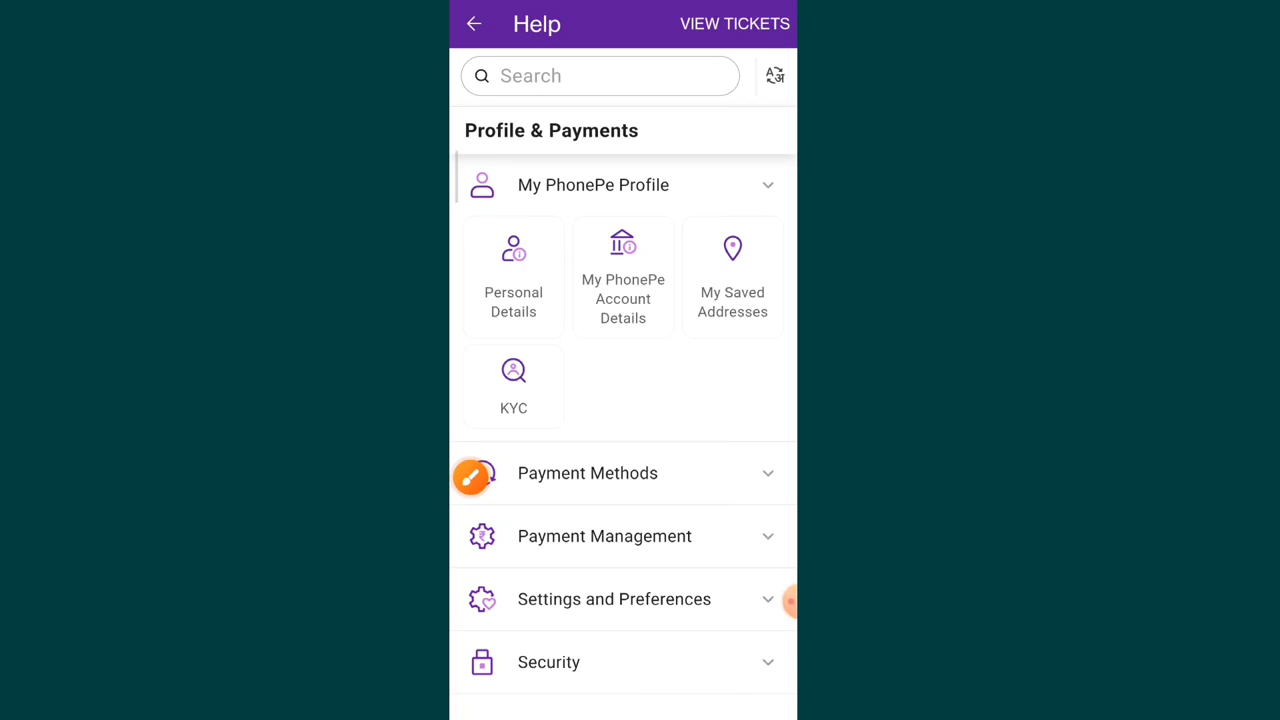 Help
VIEW TICKETS
Search
A अ
Profile & Payments
My PhonePe Profile
Personal
Details
My PhonePe
Account
Details
My Saved
Addresses
KYC
Payment Methods
Payment Management
₹
Settings and Preferences
Security